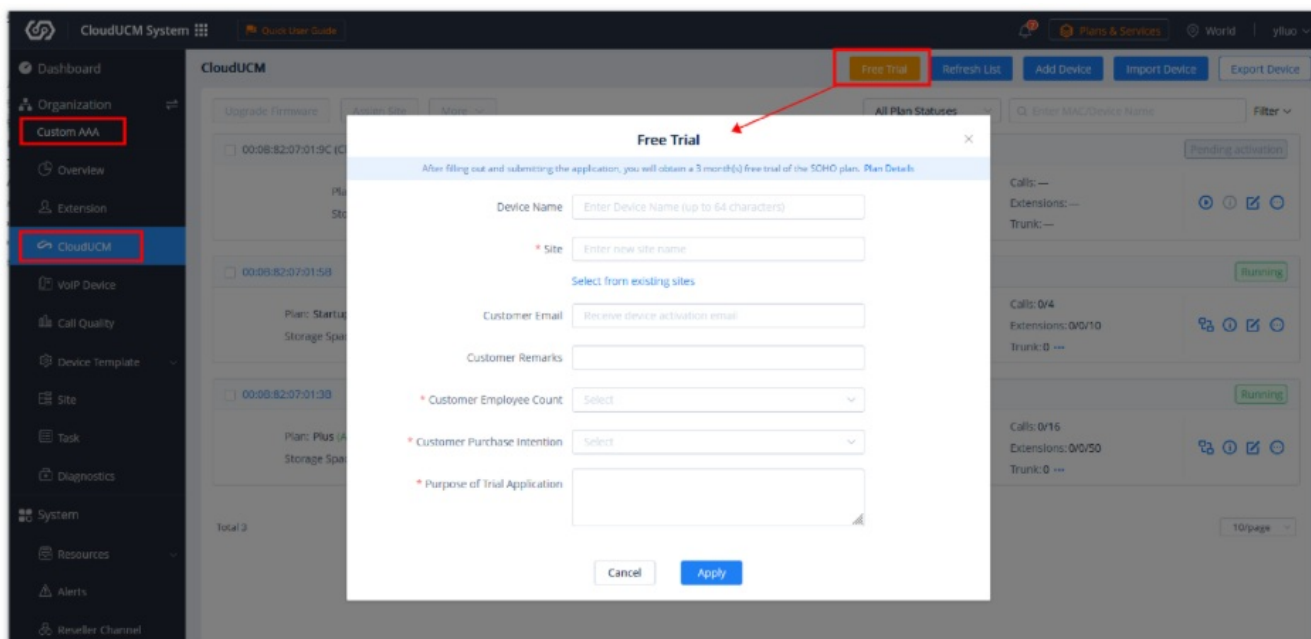 CloudUCM System
Quick User Guide
Plans & Services
World
ylluo
Dashboard
Organization
Custom AAA
Overview
Extension
CloudUCM
VoIP Device
Call Quality
Device Template
Site
Task
Diagnostics
System
Resources
Alerts
Reseller Channel
CloudUCM
Free Trial
Refresh List
Add Device
Import Device
Export Device
Upgrade Firmware
Assign Site
More
All Plan Statuses
Enter MAC/Device Name
Filter
00:0B:82:07:01:9C
Pending activation
Calls: —
Extensions: —
Trunk: —
00:0B:82:07:01:5B
Running
Plan:
Storage
Calls: 0/4
Extensions: 0/0/10
Trunk: 0
00:0B:82:07:01:3B
Running
Plan: Plus
Storage
Calls: 0/16
Extensions: 0/0/50
Trunk: 0
Total 3
10/page
Free Trial
After filling out and submitting the application, you will obtain a 3 month(s) free trial of the SOHO plan. Plan Details
Device Name
Enter Device Name (up to 64 characters)
* Site
Enter new site name
Select from existing sites
Customer Email
Receive device activation email
Customer Remarks
* Customer Employee Count
Select
* Customer Purchase Intention
Select
* Purpose of Trial Application
Cancel
Apply